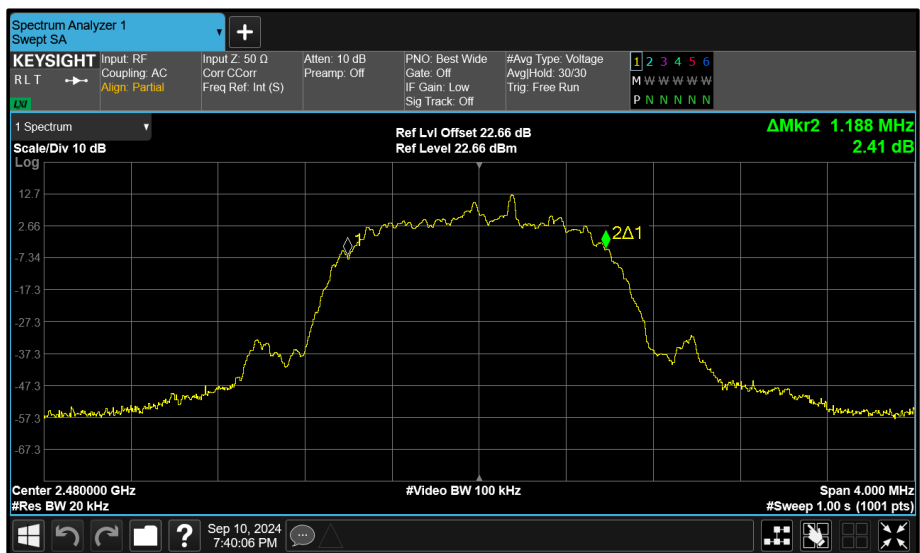 Spectrum Analyzer 1
Swept SA
KEYSIGHT
R L T
LXI
Input: RF
Coupling: AC
Align: Partial
Input Z: 50 Ω
Corr CCorr
Freq Ref: Int (S)
Atten: 10 dB
Preamp: Off
PNO: Best Wide
Gate: Off
IF Gain: Low
Sig Track: Off
#Avg Type: Voltage
Avg|Hold: 30/30
Trig: Free Run
1 2 3 4 5 6
M W W W W W
P N N N N N
1 Spectrum
Scale/Div 10 dB
Log
Ref Lvl Offset 22.66 dB
Ref Level 22.66 dBm
ΔMkr2 1.188 MHz
2.41 dB
12.7
2.66
-7.34
-17.3
-27.3
-37.3
-47.3
-57.3
-67.3
1
2Δ1
Center 2.480000 GHz
#Video BW 100 kHz
Span 4.000 MHz
#Res BW 20 kHz
#Sweep 1.00 s (1001 pts)
?
Sep 10, 2024
7:40:06 PM